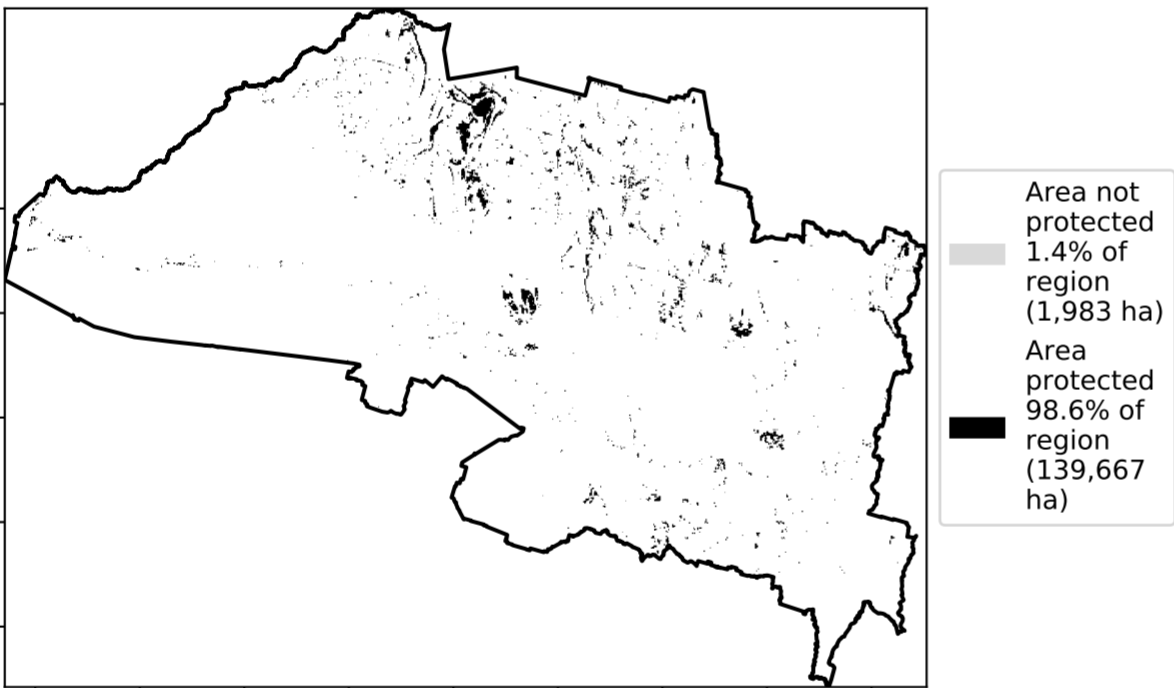 Area not
protected
1.4% of
region
(1,983 ha)
Area
protected
98.6% of
region
(139,667
ha)